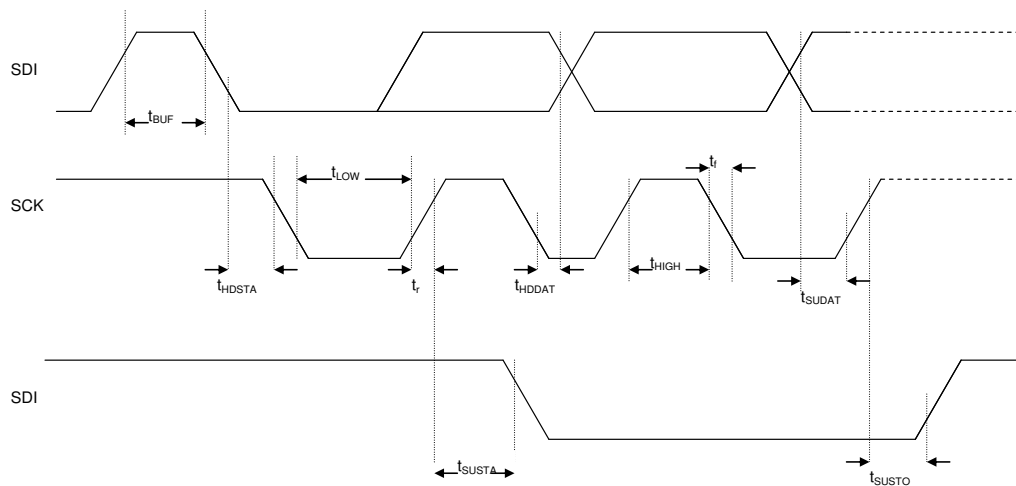 SDI
tBUF
tLOW
tf
SCK
tHDSTA
tr
tHDDAT
tHIGH
tSUDAT
SDI
tSUSTA
tSUSTO